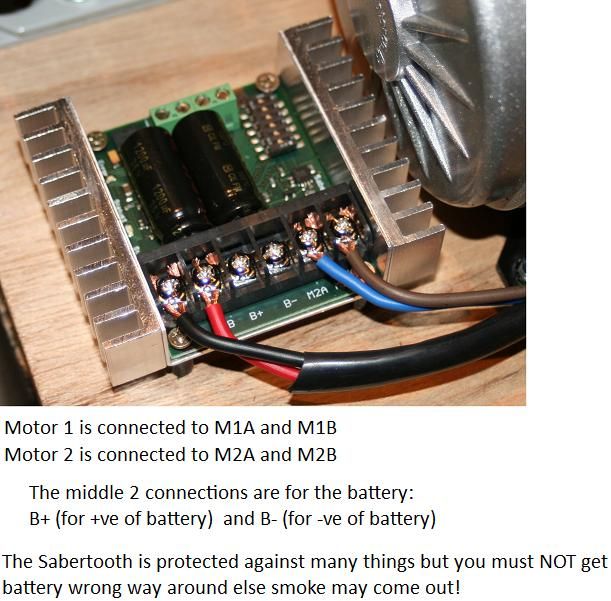 B B+ B- M2A
Motor 1 is connected to M1A and M1B
Motor 2 is connected to M2A and M2B
The middle 2 connections are for the battery:
B+ (for +ve of battery) and B- (for -ve of battery)
The Sabertooth is protected against many things but you must NOT get
battery wrong way around else smoke may come out!